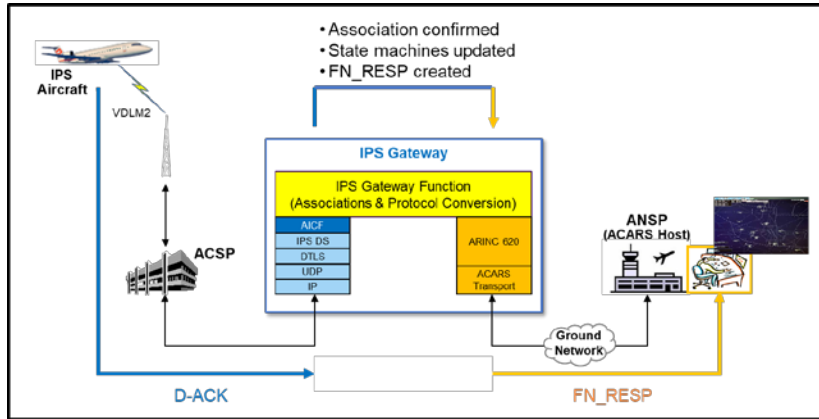 • Association confirmed
• State machines updated
• FN_RESP created
IPS
Aircraft
VDLM2
IPS Gateway
IPS Gateway Function
(Associations & Protocol Conversion)
AICF
IPS DS
DTLS
UDP
IP
ARINC 620
ACARS
Transport
ACSP
ANSP
(ACARS Host)
Ground
Network
D-ACK
FN_RESP